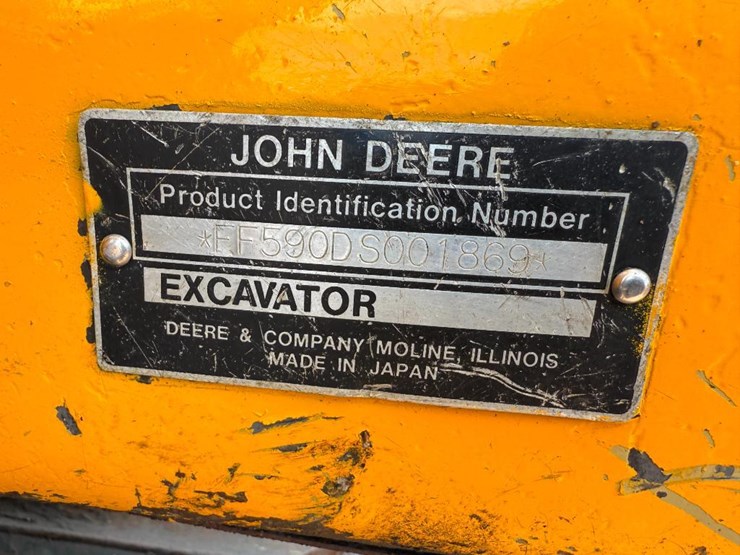 JOHN DEERE
Product Identification Number
*FF590DS001869*
EXCAVATOR
DEERE & COMPANY MOLINE, ILLINOIS
MADE IN JAPAN